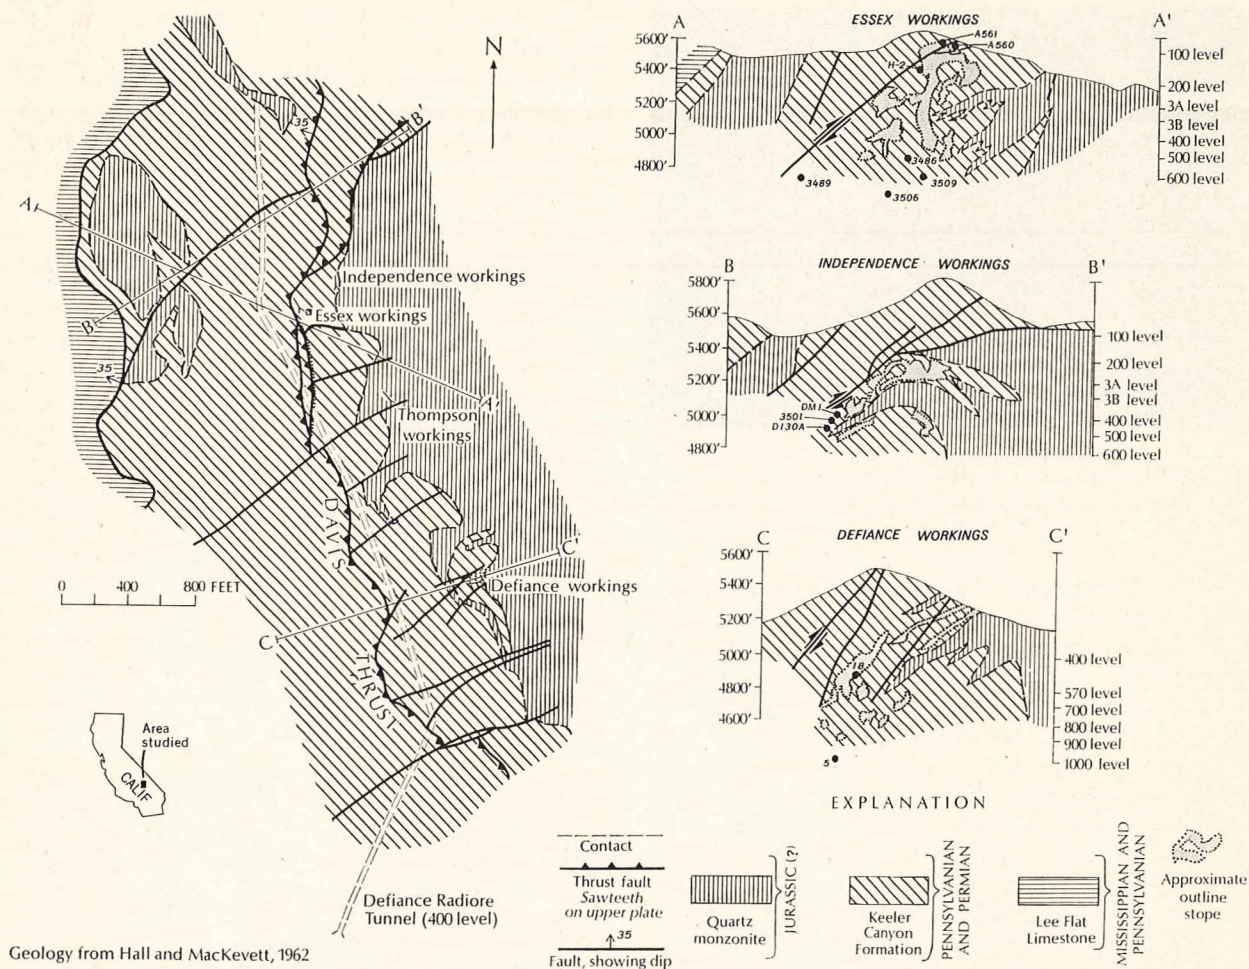 N
35
B'
A
Independence workings
Essex workings
B
35
A'
Thompson
workings
DAVIS
C'
Defiance workings
C
THRUST
0 400 800 FEET
Area
studied
CALIF
Defiance Radiore
Tunnel (400 level)
Geology from Hall and MacKevett, 1962
A ESSEX WORKINGS A'
A561
A560
H-2
5600'
5400'
5200'
5000'
4800'
100 level
200 level
3A level
3B level
400 level
500 level
600 level
3486
3489
3509
3506
B INDEPENDENCE WORKINGS B'
5800'
5600'
5400'
5200'
5000'
4800'
100 level
200 level
3A level
3B level
400 level
500 level
600 level
DM1
3501
D130A
C DEFIANCE WORKINGS C'
5600'
5400'
5200'
5000'
4800'
4600'
400 level
570 level
700 level
800 level
900 level
1000 level
18
5
EXPLANATION
Contact
Thrust fault
Sawteeth
on upper plate
35
Fault, showing dip
Quartz
monzonite
JURASSIC (?)
Keeler
Canyon
Formation
PENNSYLVANIAN
AND PERMIAN
Lee Flat
Limestone
MISSISSIPPIAN AND
PENNSYLVANIAN
Approximate
outline
stope